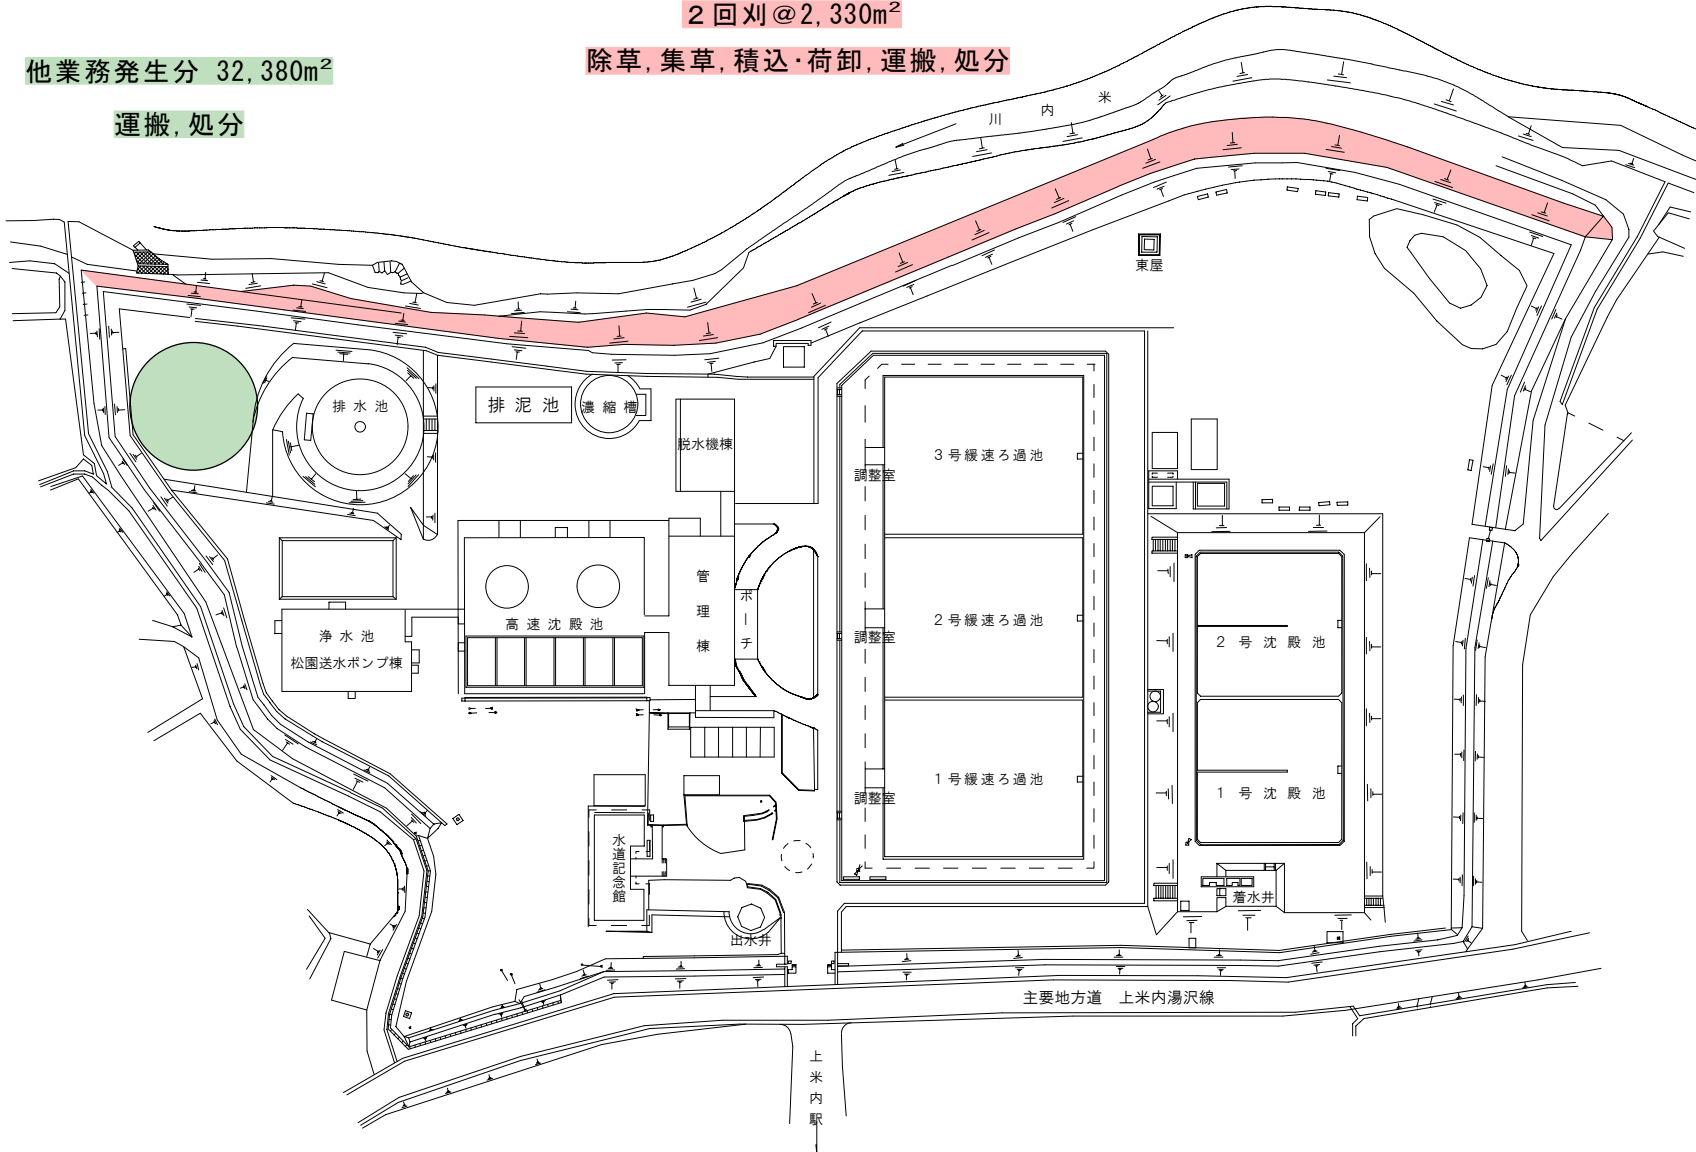 ２回刈＠2,330m²
除草,集草,積込・荷卸,運搬,処分
他業務発生分 32,380m²
運搬,処分
米内川
東屋
排水池
排泥池
濃縮槽
脱水機棟
調整室
３号緩速ろ過池
管理棟
ポーチ
高速沈殿池
浄水池
松園送水ポンプ棟
調整室
２号緩速ろ過池
２号沈殿池
調整室
１号緩速ろ過池
１号沈殿池
水道記念館
着水井
出水井
主要地方道　上米内湯沢線
上米内駅